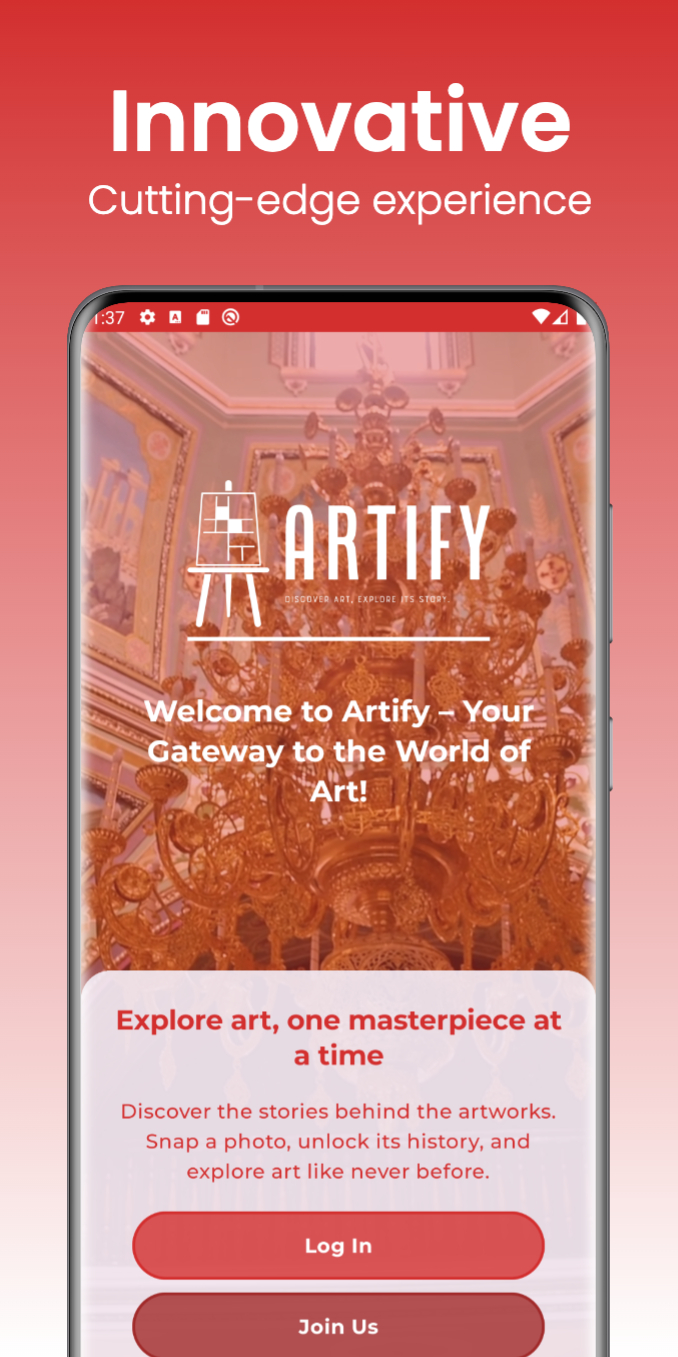 Innovative
Cutting-edge experience
1:37
ARTIFY
DISCOVER ART, EXPLORE ITS STORY.
Welcome to Artify – Your
Gateway to the World of
Art!
Explore art, one masterpiece at
a time
Discover the stories behind the artworks.
Snap a photo, unlock its history, and
explore art like never before.
Log In
Join Us